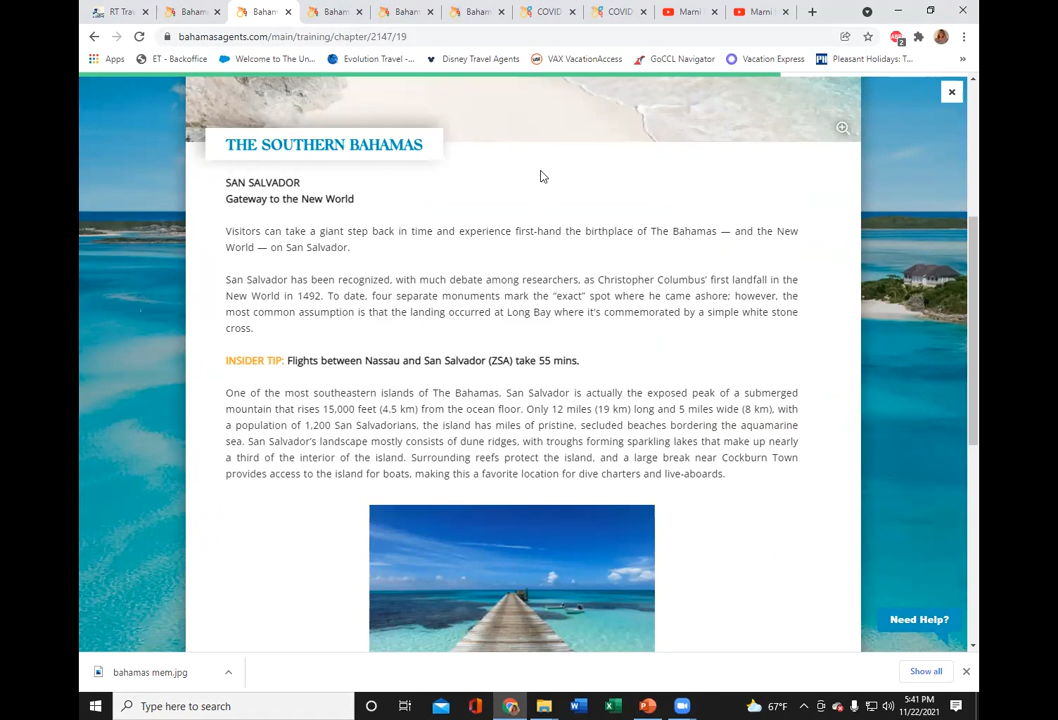 RT Trav
Baham
Baham
Baham
Baham
Baham
COVID
COVID
Marni
Marni
bahamasagents.com/main/training/chapter/2147/19
2
Apps
ET - Backoffice
Welcome to The Un...
Evolution Travel -...
Disney Travel Agents
VAX VacationAccess
GoCCL Navigator
Vacation Express
PH
Pleasant Holidays: T...
»
THE SOUTHERN BAHAMAS
SAN SALVADOR
Gateway to the New World
Visitors can take a giant step back in time and experience first-hand the birthplace of The Bahamas — and the New
World — on San Salvador.
San Salvador has been recognized, with much debate among researchers, as Christopher Columbus’ first landfall in the
New World in 1492. To date, four separate monuments mark the “exact” spot where he came ashore; however, the
most common assumption is that the landing occurred at Long Bay where it's commemorated by a simple white stone
cross.
INSIDER TIP: Flights between Nassau and San Salvador (ZSA) take 55 mins.
One of the most southeastern islands of The Bahamas, San Salvador is actually the exposed peak of a submerged
mountain that rises 15,000 feet (4.5 km) from the ocean floor. Only 12 miles (19 km) long and 5 miles wide (8 km), with
a population of 1,200 San Salvadorians, the island has miles of pristine, secluded beaches bordering the aquamarine
sea. San Salvador’s landscape mostly consists of dune ridges, with troughs forming sparkling lakes that make up nearly
a third of the interior of the island. Surrounding reefs protect the island, and a large break near Cockburn Town
provides access to the island for boats, making this a favorite location for dive charters and live-aboards.
Need Help?
bahamas mem.jpg
Show all
Type here to search
67°F
5:41 PM
11/22/2021